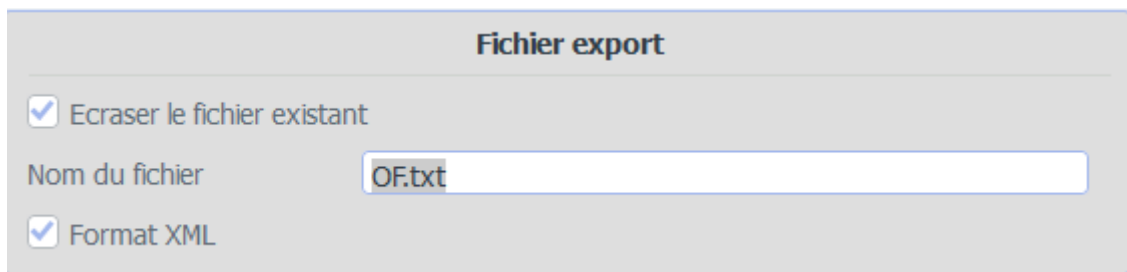 Fichier export
Ecraser le fichier existant
Nom du fichier OF.txt
Format XML